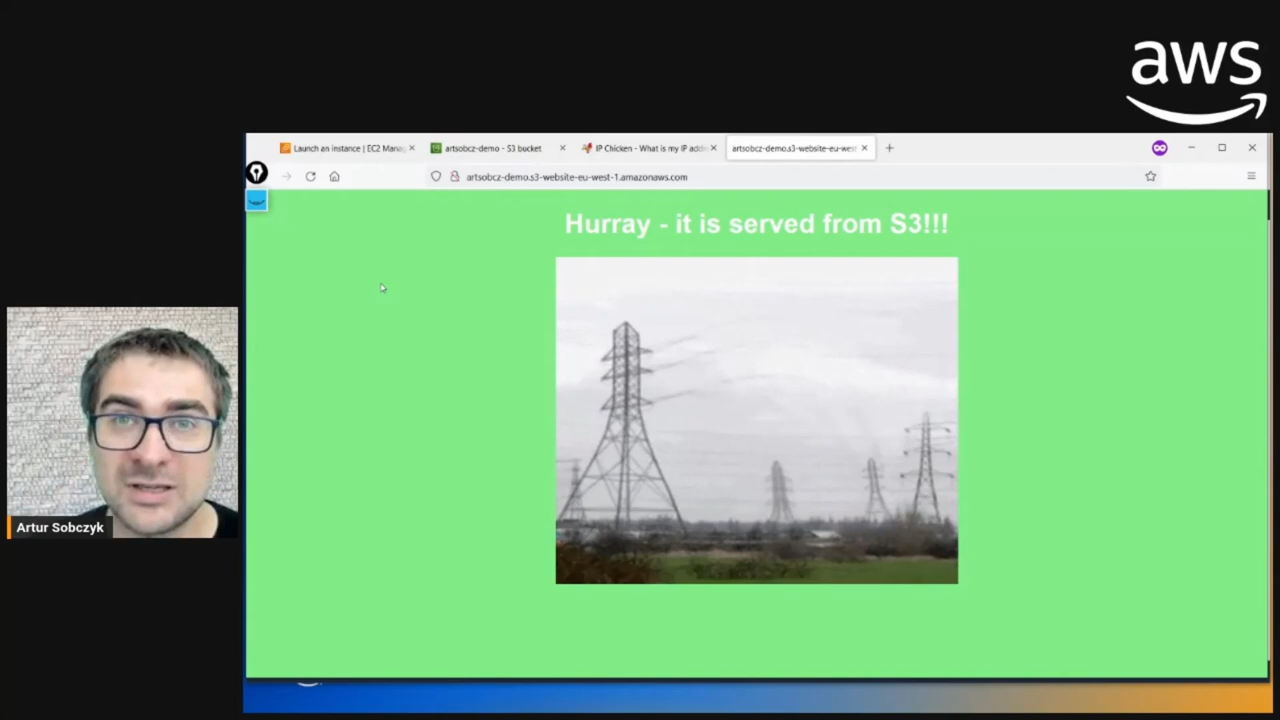 aws
Launch an instance | EC2 Manag
artsobcz-demo - S3 bucket
IP Chicken - What is my IP addre
artsobcz-demo.s3-website-eu-west-
artsobcz-demo.s3-website-eu-west-1.amazonaws.com
Hurray - it is served from S3!!!
Artur Sobczyk